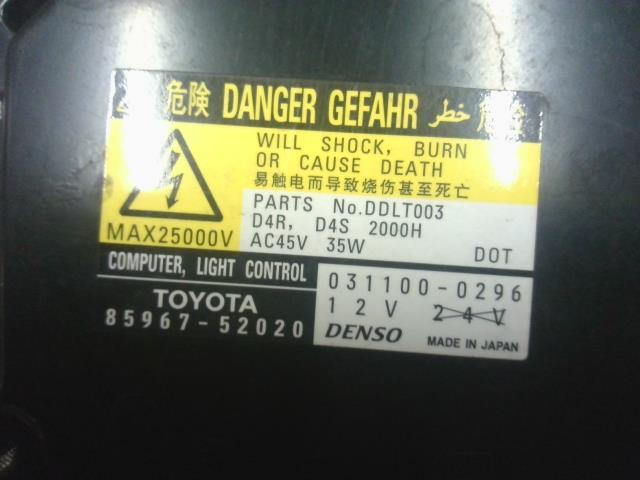 危険 DANGER GEFAHR خطر 危険
WILL SHOCK, BURN
OR CAUSE DEATH
易触电而导致烧伤甚至死亡
MAX25000V
PARTS No.DDLT003
D4R, D4S 2000H
AC45V 35W DOT
COMPUTER, LIGHT CONTROL
TOYOTA
85967-52020
031100-0296
12V 24V
DENSO MADE IN JAPAN